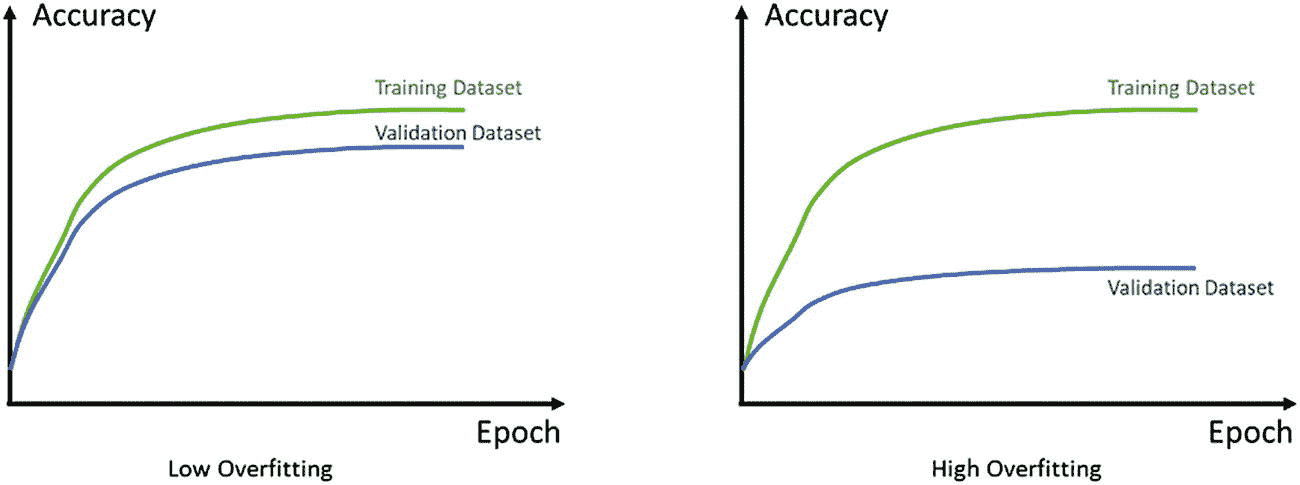 Accuracy
Training Dataset
Validation Dataset
Epoch
Low Overfitting
Accuracy
Training Dataset
Validation Dataset
Epoch
High Overfitting